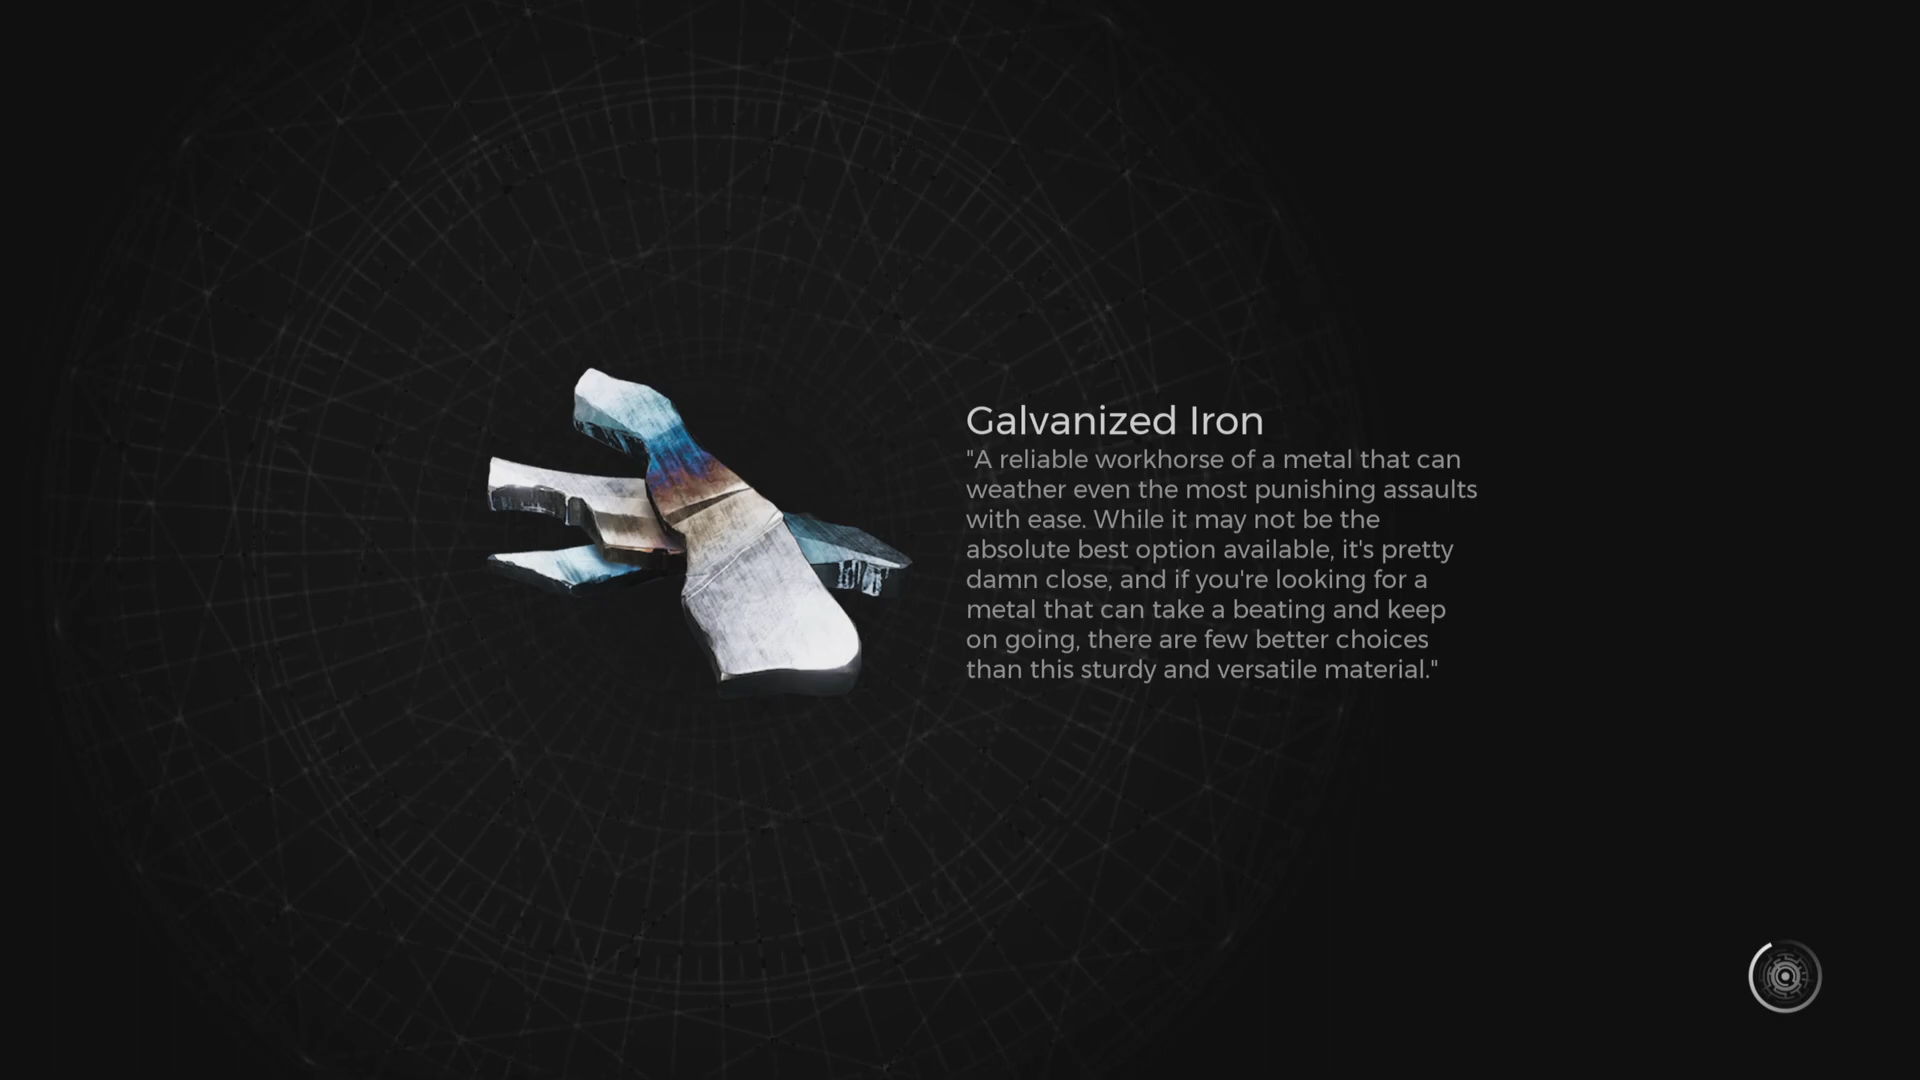 Galvanized Iron
"A reliable workhorse of a metal that can
weather even the most punishing assaults
with ease. While it may not be the
absolute best option available, it's pretty
damn close, and if you're looking for a
metal that can take a beating and keep
on going, there are few better choices
than this sturdy and versatile material."